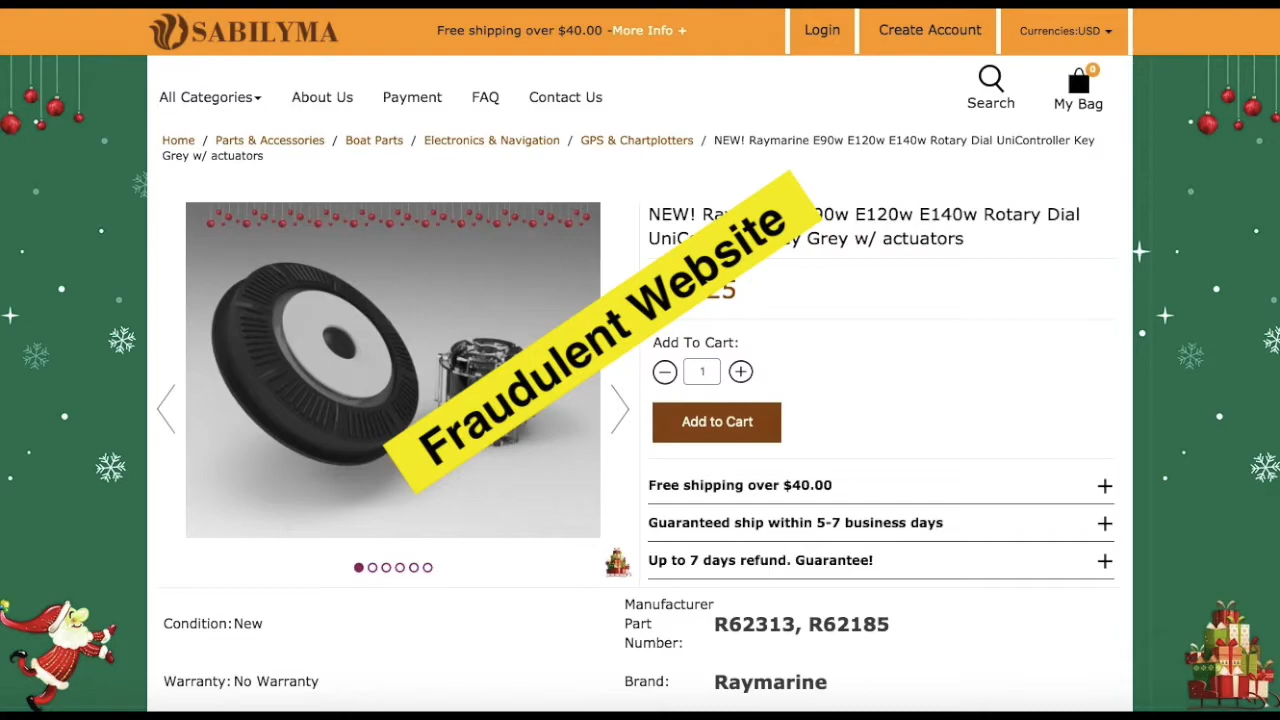 SABILYMA
Free shipping over $40.00 -More Info +
Login
Create Account
Currencies:USD
All Categories
About Us
Payment
FAQ
Contact Us
Search
0
My Bag
Home / Parts & Accessories / Boat Parts / Electronics & Navigation / GPS & Chartplotters / NEW! Raymarine E90w E120w E140w Rotary Dial UniController Key
Grey w/ actuators
NEW! E120w E140w Rotary Dial
Grey w/ actuators
Fraudulent Website
Add To Cart:
1
Add to Cart
Free shipping over $40.00
Guaranteed ship within 5-7 business days
Up to 7 days refund. Guarantee!
Condition: New
Manufacturer
Part
Number:
R62313, R62185
Warranty: No Warranty
Brand:
Raymarine